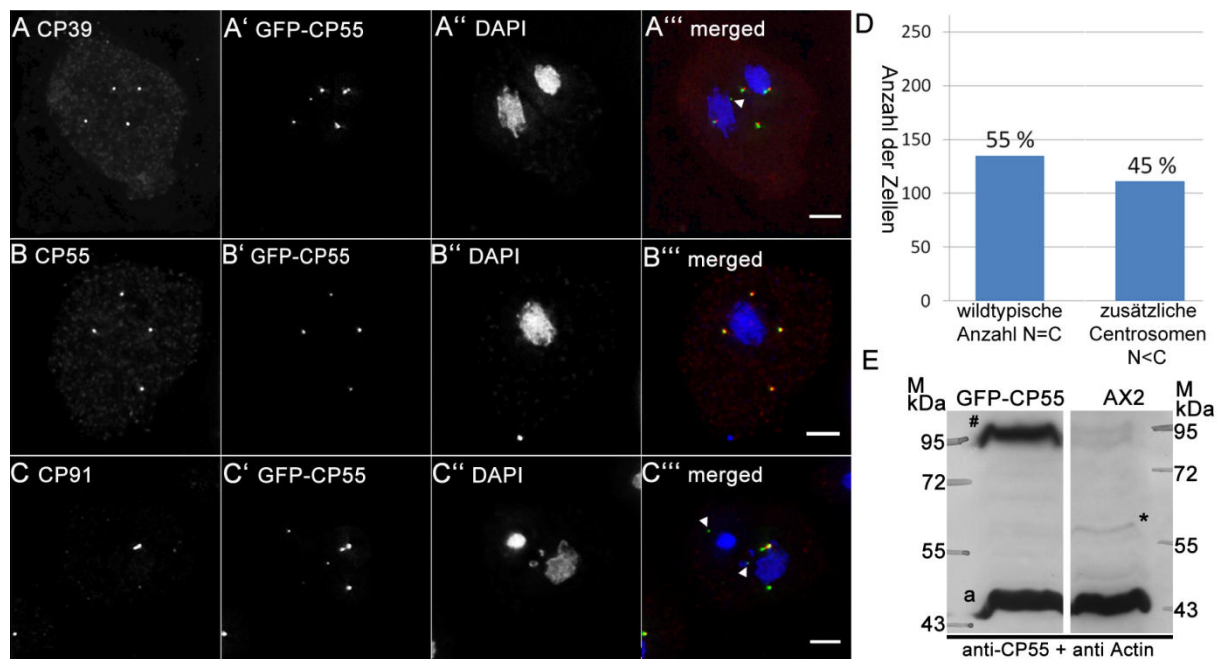 A CP39
A' GFP-CP55
A'' DAPI
A''' merged
B CP55
B' GFP-CP55
B'' DAPI
B''' merged
C CP91
C' GFP-CP55
C'' DAPI
C''' merged
D
Anzahl der Zellen
250
200
150
100
50
0
55 %
45 %
wildtypische
Anzahl N=C
zusätzliche
Centrosomen
N<C
E
M
kDa
GFP-CP55
AX2
M
kDa
#
95
72
55
a
43
*
95
72
55
43
anti-CP55 + anti Actin